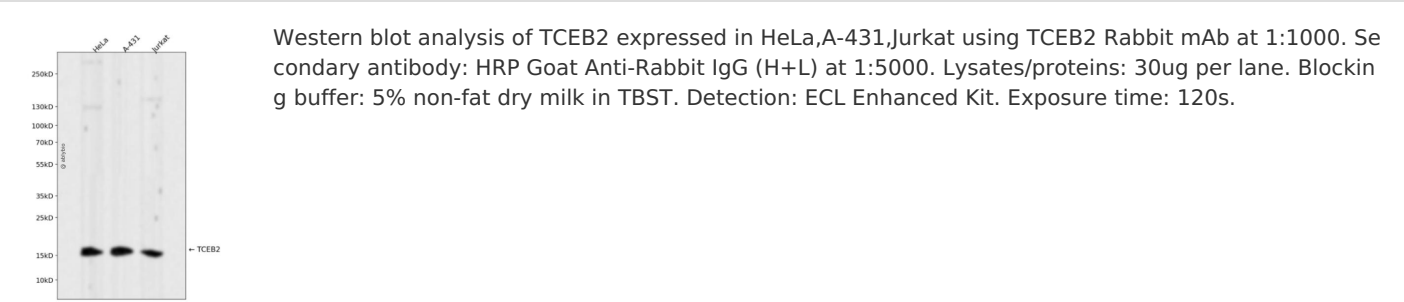 HeLa
A-431
Jurkat
250kD
130kD
100kD
70kD
55kD
35kD
25kD
15kD
10kD
← TCEB2
Western blot analysis of TCEB2 expressed in HeLa,A-431,Jurkat using TCEB2 Rabbit mAb at 1:1000. Se
condary antibody: HRP Goat Anti-Rabbit IgG (H+L) at 1:5000. Lysates/proteins: 30ug per lane. Blockin
g buffer: 5% non-fat dry milk in TBST. Detection: ECL Enhanced Kit. Exposure time: 120s.